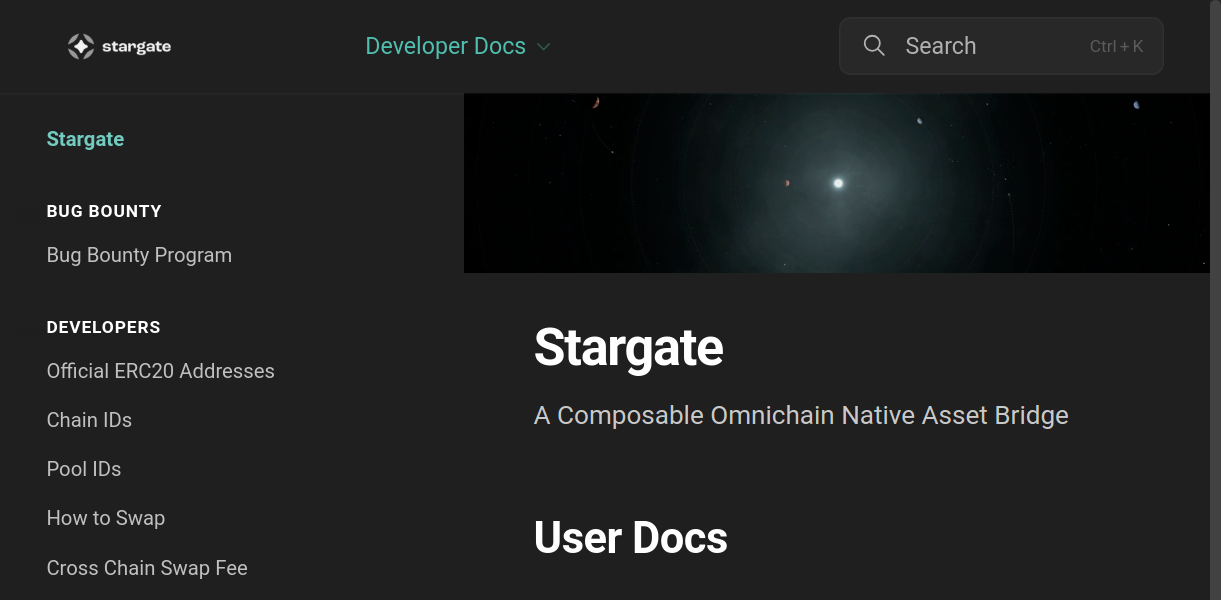 stargate
Developer Docs
Search
Ctrl + K
Stargate
BUG BOUNTY
Bug Bounty Program
DEVELOPERS
Official ERC20 Addresses
Chain IDs
Pool IDs
How to Swap
Cross Chain Swap Fee
Stargate
A Composable Omnichain Native Asset Bridge
User Docs